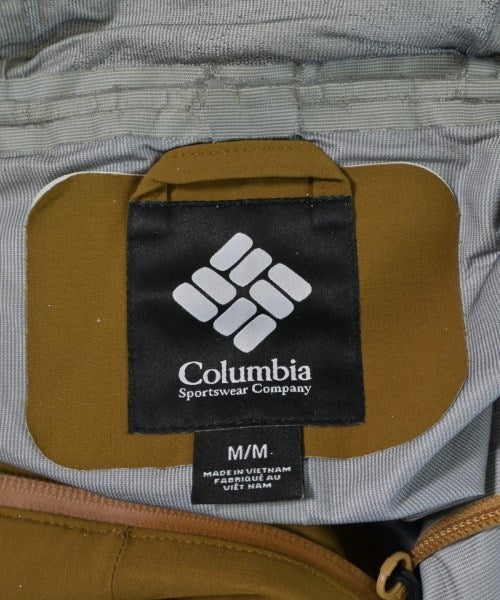 Columbia
Sportswear Company
M/M
MADE IN VIETNAM
FABRIQUÉ AU
VIÊT NAM